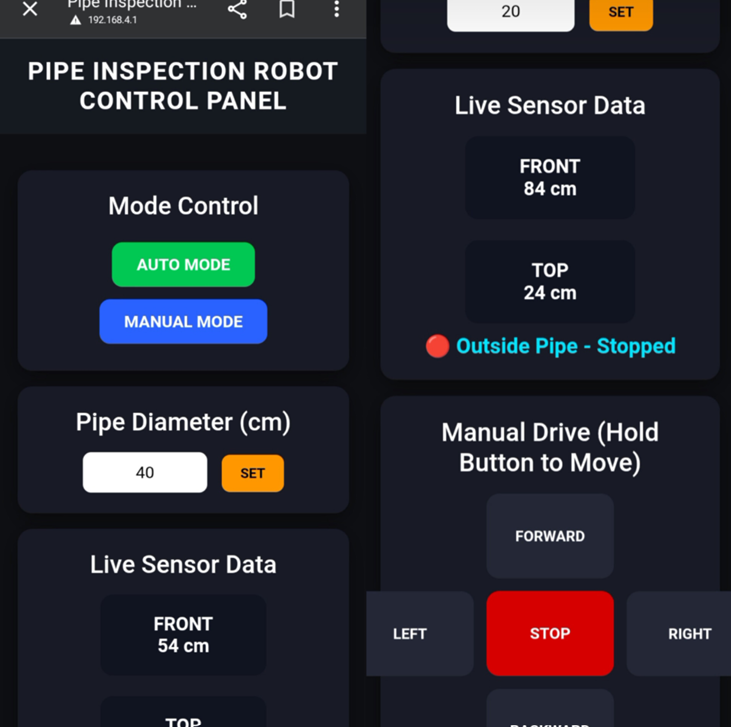 Pipe Inspection ...
192.168.4.1
PIPE INSPECTION ROBOT
CONTROL PANEL
Mode Control
AUTO MODE
MANUAL MODE
Pipe Diameter (cm)
40 SET
Live Sensor Data
FRONT
54 cm
TOP
20 SET
Live Sensor Data
FRONT
84 cm
TOP
24 cm
🔴 Outside Pipe - Stopped
Manual Drive (Hold
Button to Move)
FORWARD
LEFT STOP RIGHT
BACKWARD